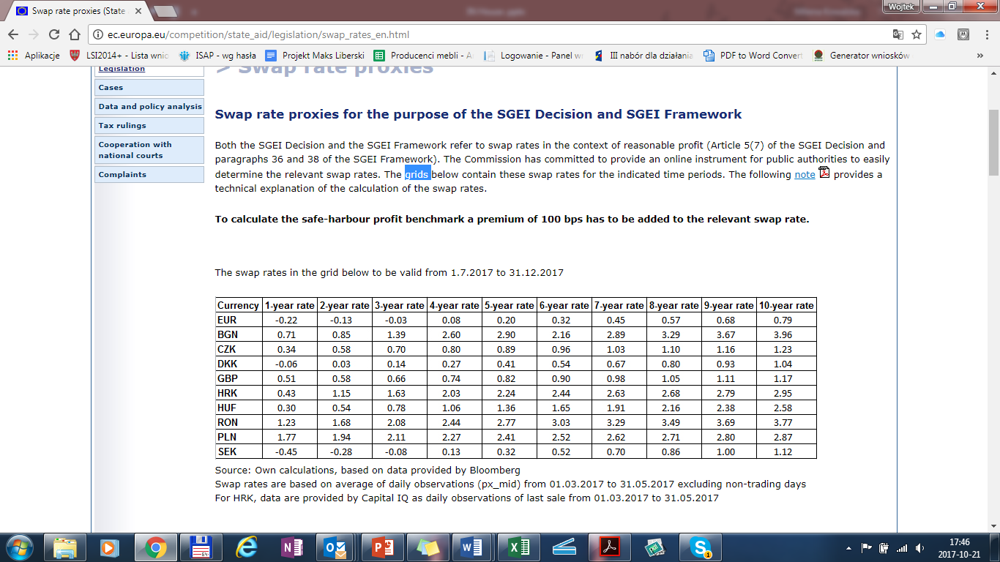 Swap rate proxies (State
Wojtek
ec.europa.eu/competition/state_aid/legislation/swap_rates_en.html
Aplikacje LSI2014+ - Lista wnic ISAP - wg hasła Projekt Maks Liberski Producenci mebli - A Logowanie - Panel w III nabór dla działania PDF to Word Convert Generator wniosków »
Legislation
Cases
Data and policy analysis
Tax rulings
Cooperation with
national courts
Complaints
> Swap rate proxies
Swap rate proxies for the purpose of the SGEI Decision and SGEI Framework
Both the SGEI Decision and the SGEI Framework refer to swap rates in the context of reasonable profit (Article 5(7) of the SGEI Decision and
paragraphs 36 and 38 of the SGEI Framework). The Commission has committed to provide an online instrument for public authorities to easily
determine the relevant swap rates. The grids below contain these swap rates for the indicated time periods. The following note provides a
technical explanation of the calculation of the swap rates.
To calculate the safe-harbour profit benchmark a premium of 100 bps has to be added to the relevant swap rate.
The swap rates in the grid below to be valid from 1.7.2017 to 31.12.2017
Currency 1-year rate 2-year rate 3-year rate 4-year rate 5-year rate 6-year rate 7-year rate 8-year rate 9-year rate 10-year rate
EUR -0.22 -0.13 -0.03 0.08 0.20 0.32 0.45 0.57 0.68 0.79
BGN 0.71 0.85 1.39 2.60 2.90 2.16 2.89 3.29 3.67 3.96
CZK 0.34 0.58 0.70 0.80 0.89 0.96 1.03 1.10 1.16 1.23
DKK -0.06 0.03 0.14 0.27 0.41 0.54 0.67 0.80 0.93 1.04
GBP 0.51 0.58 0.66 0.74 0.82 0.90 0.98 1.05 1.11 1.17
HRK 0.43 1.15 1.63 2.03 2.24 2.44 2.63 2.68 2.79 2.95
HUF 0.30 0.54 0.78 1.06 1.36 1.65 1.91 2.16 2.38 2.58
RON 1.23 1.68 2.08 2.44 2.77 3.03 3.29 3.49 3.69 3.77
PLN 1.77 1.94 2.11 2.27 2.41 2.52 2.62 2.71 2.80 2.87
SEK -0.45 -0.28 -0.08 0.13 0.32 0.52 0.70 0.86 1.00 1.12
Source: Own calculations, based on data provided by Bloomberg
Swap rates are based on average of daily observations (px_mid) from 01.03.2017 to 31.05.2017 excluding non-trading days
For HRK, data are provided by Capital IQ as daily observations of last sale from 01.03.2017 to 31.05.2017
17:46
2017-10-21